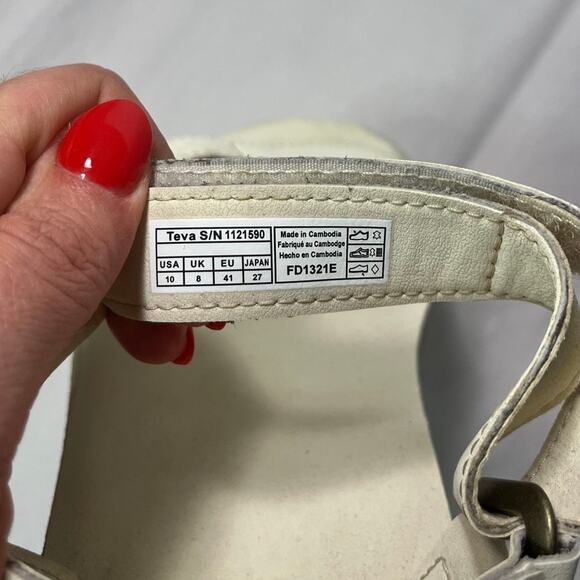 Teva S/N 1121590
USA UK EU JAPAN
10 8 41 27
Made in Cambodia
Fabriqué au Cambodge
Hecho en Cambodia
FD1321E